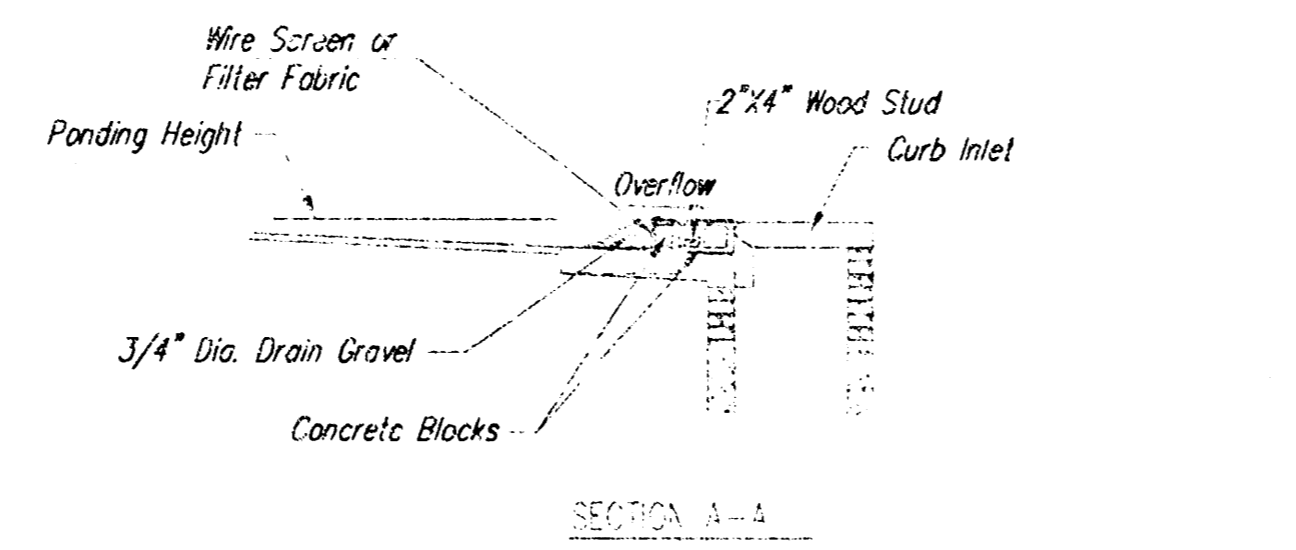 Wire Screen or
Filter Fabric
2"X4" Wood Stud
Ponding Height
Curb Inlet
Overflow
3/4" Dia. Drain Gravel
Concrete Blocks
SECTION A-A